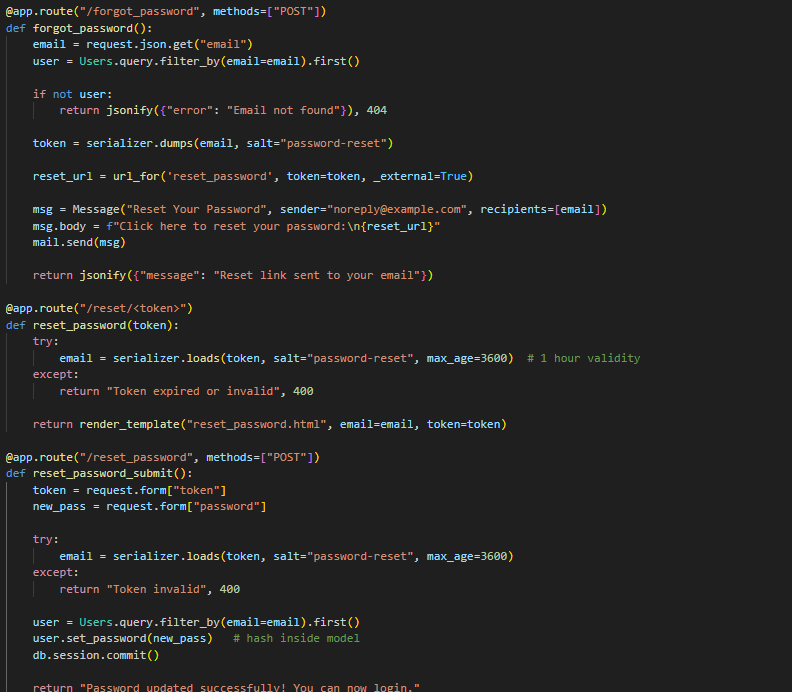 @app.route("/forgot_password", methods=["POST"])
def forgot_password():
    email = request.json.get("email")
    user = Users.query.filter_by(email=email).first()

    if not user:
        return jsonify({"error": "Email not found"}), 404

    token = serializer.dumps(email, salt="password-reset")

    reset_url = url_for('reset_password', token=token, _external=True)

    msg = Message("Reset Your Password", sender="noreply@example.com", recipients=[email])
    msg.body = f"Click here to reset your password:\n{reset_url}"
    mail.send(msg)

    return jsonify({"message": "Reset link sent to your email"})

@app.route("/reset/<token>")
def reset_password(token):
    try:
        email = serializer.loads(token, salt="password-reset", max_age=3600)  # 1 hour validity
    except:
        return "Token expired or invalid", 400

    return render_template("reset_password.html", email=email, token=token)

@app.route("/reset_password", methods=["POST"])
def reset_password_submit():
    token = request.form["token"]
    new_pass = request.form["password"]

    try:
        email = serializer.loads(token, salt="password-reset", max_age=3600)
    except:
        return "Token invalid", 400

    user = Users.query.filter_by(email=email).first()
    user.set_password(new_pass)   # hash inside model
    db.session.commit()

    return "Password updated successfully! You can now login."